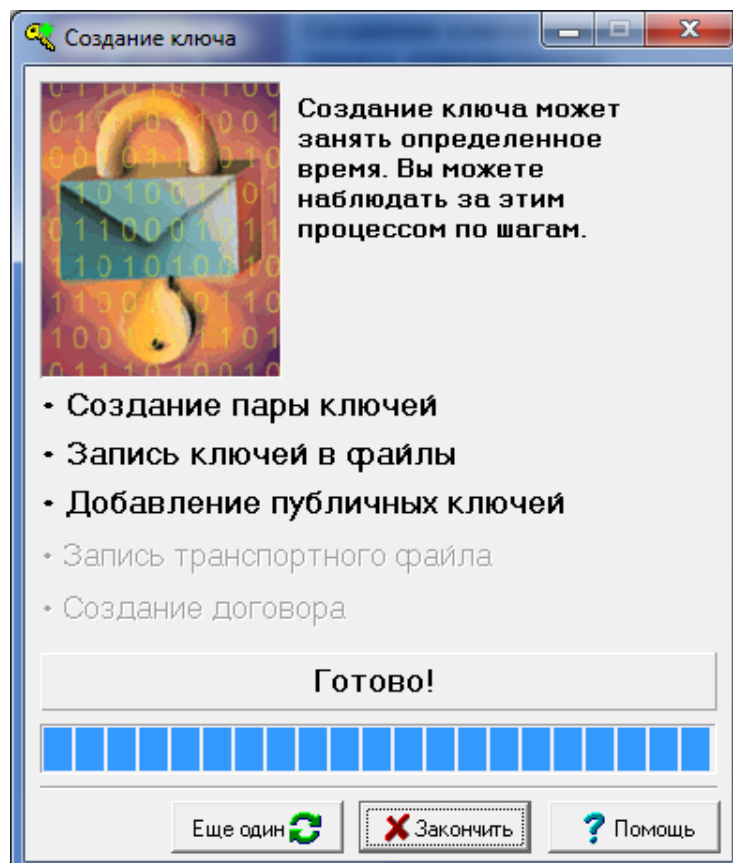 Создание ключа
Создание ключа может
занять определенное
время. Вы можете
наблюдать за этим
процессом по шагам.
• Создание пары ключей
• Запись ключей в файлы
• Добавление публичных ключей
• Запись транспортного файла
• Создание договора
Готово!
Еще один
Закончить
? Помощь